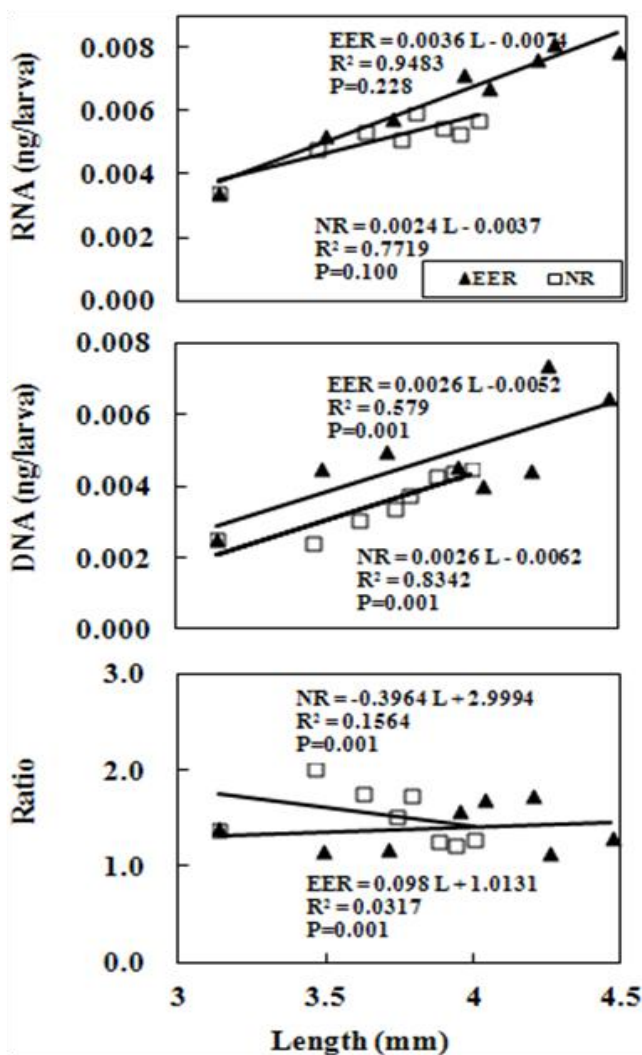 0.008
0.006
0.004
0.002
0.000
RNA (ng/larva)
EER = 0.0036 L - 0.0074
R² = 0.9483
P=0.228
NR = 0.0024 L - 0.0037
R² = 0.7719
P=0.100
EER NR
0.008
0.006
0.004
0.002
0.000
DNA (ng/larva)
EER = 0.0026 L -0.0052
R² = 0.579
P=0.001
NR = 0.0026 L - 0.0062
R² = 0.8342
P=0.001
3.0
2.0
1.0
0.0
Ratio
NR = -0.3964 L + 2.9994
R² = 0.1564
P=0.001
EER = 0.098 L + 1.0131
R² = 0.0317
P=0.001
3 3.5 4 4.5
Length (mm)